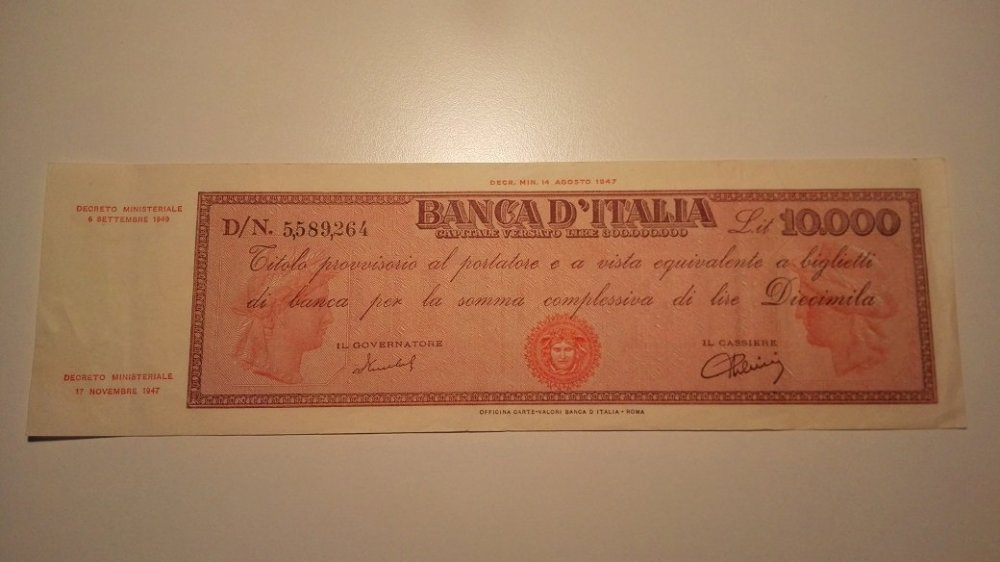 DECR. MIN. 14 AGOSTO 1947
DECRETO MINISTERIALE
6 SETTEMBRE 1949
D/N. 5,589,264
BANCA D'ITALIA
CAPITALE VERSATO LIRE 300.000.000
L.it 10.000
Titolo provvisorio al portatore e a vista equivalente a biglietti
di banca per la somma complessiva di lire Diecimila
IL GOVERNATORE
IL CASSIERE
DECRETO MINISTERIALE
17 NOVEMBRE 1947
OFFICINA CARTE-VALORI BANCA D'ITALIA - ROMA